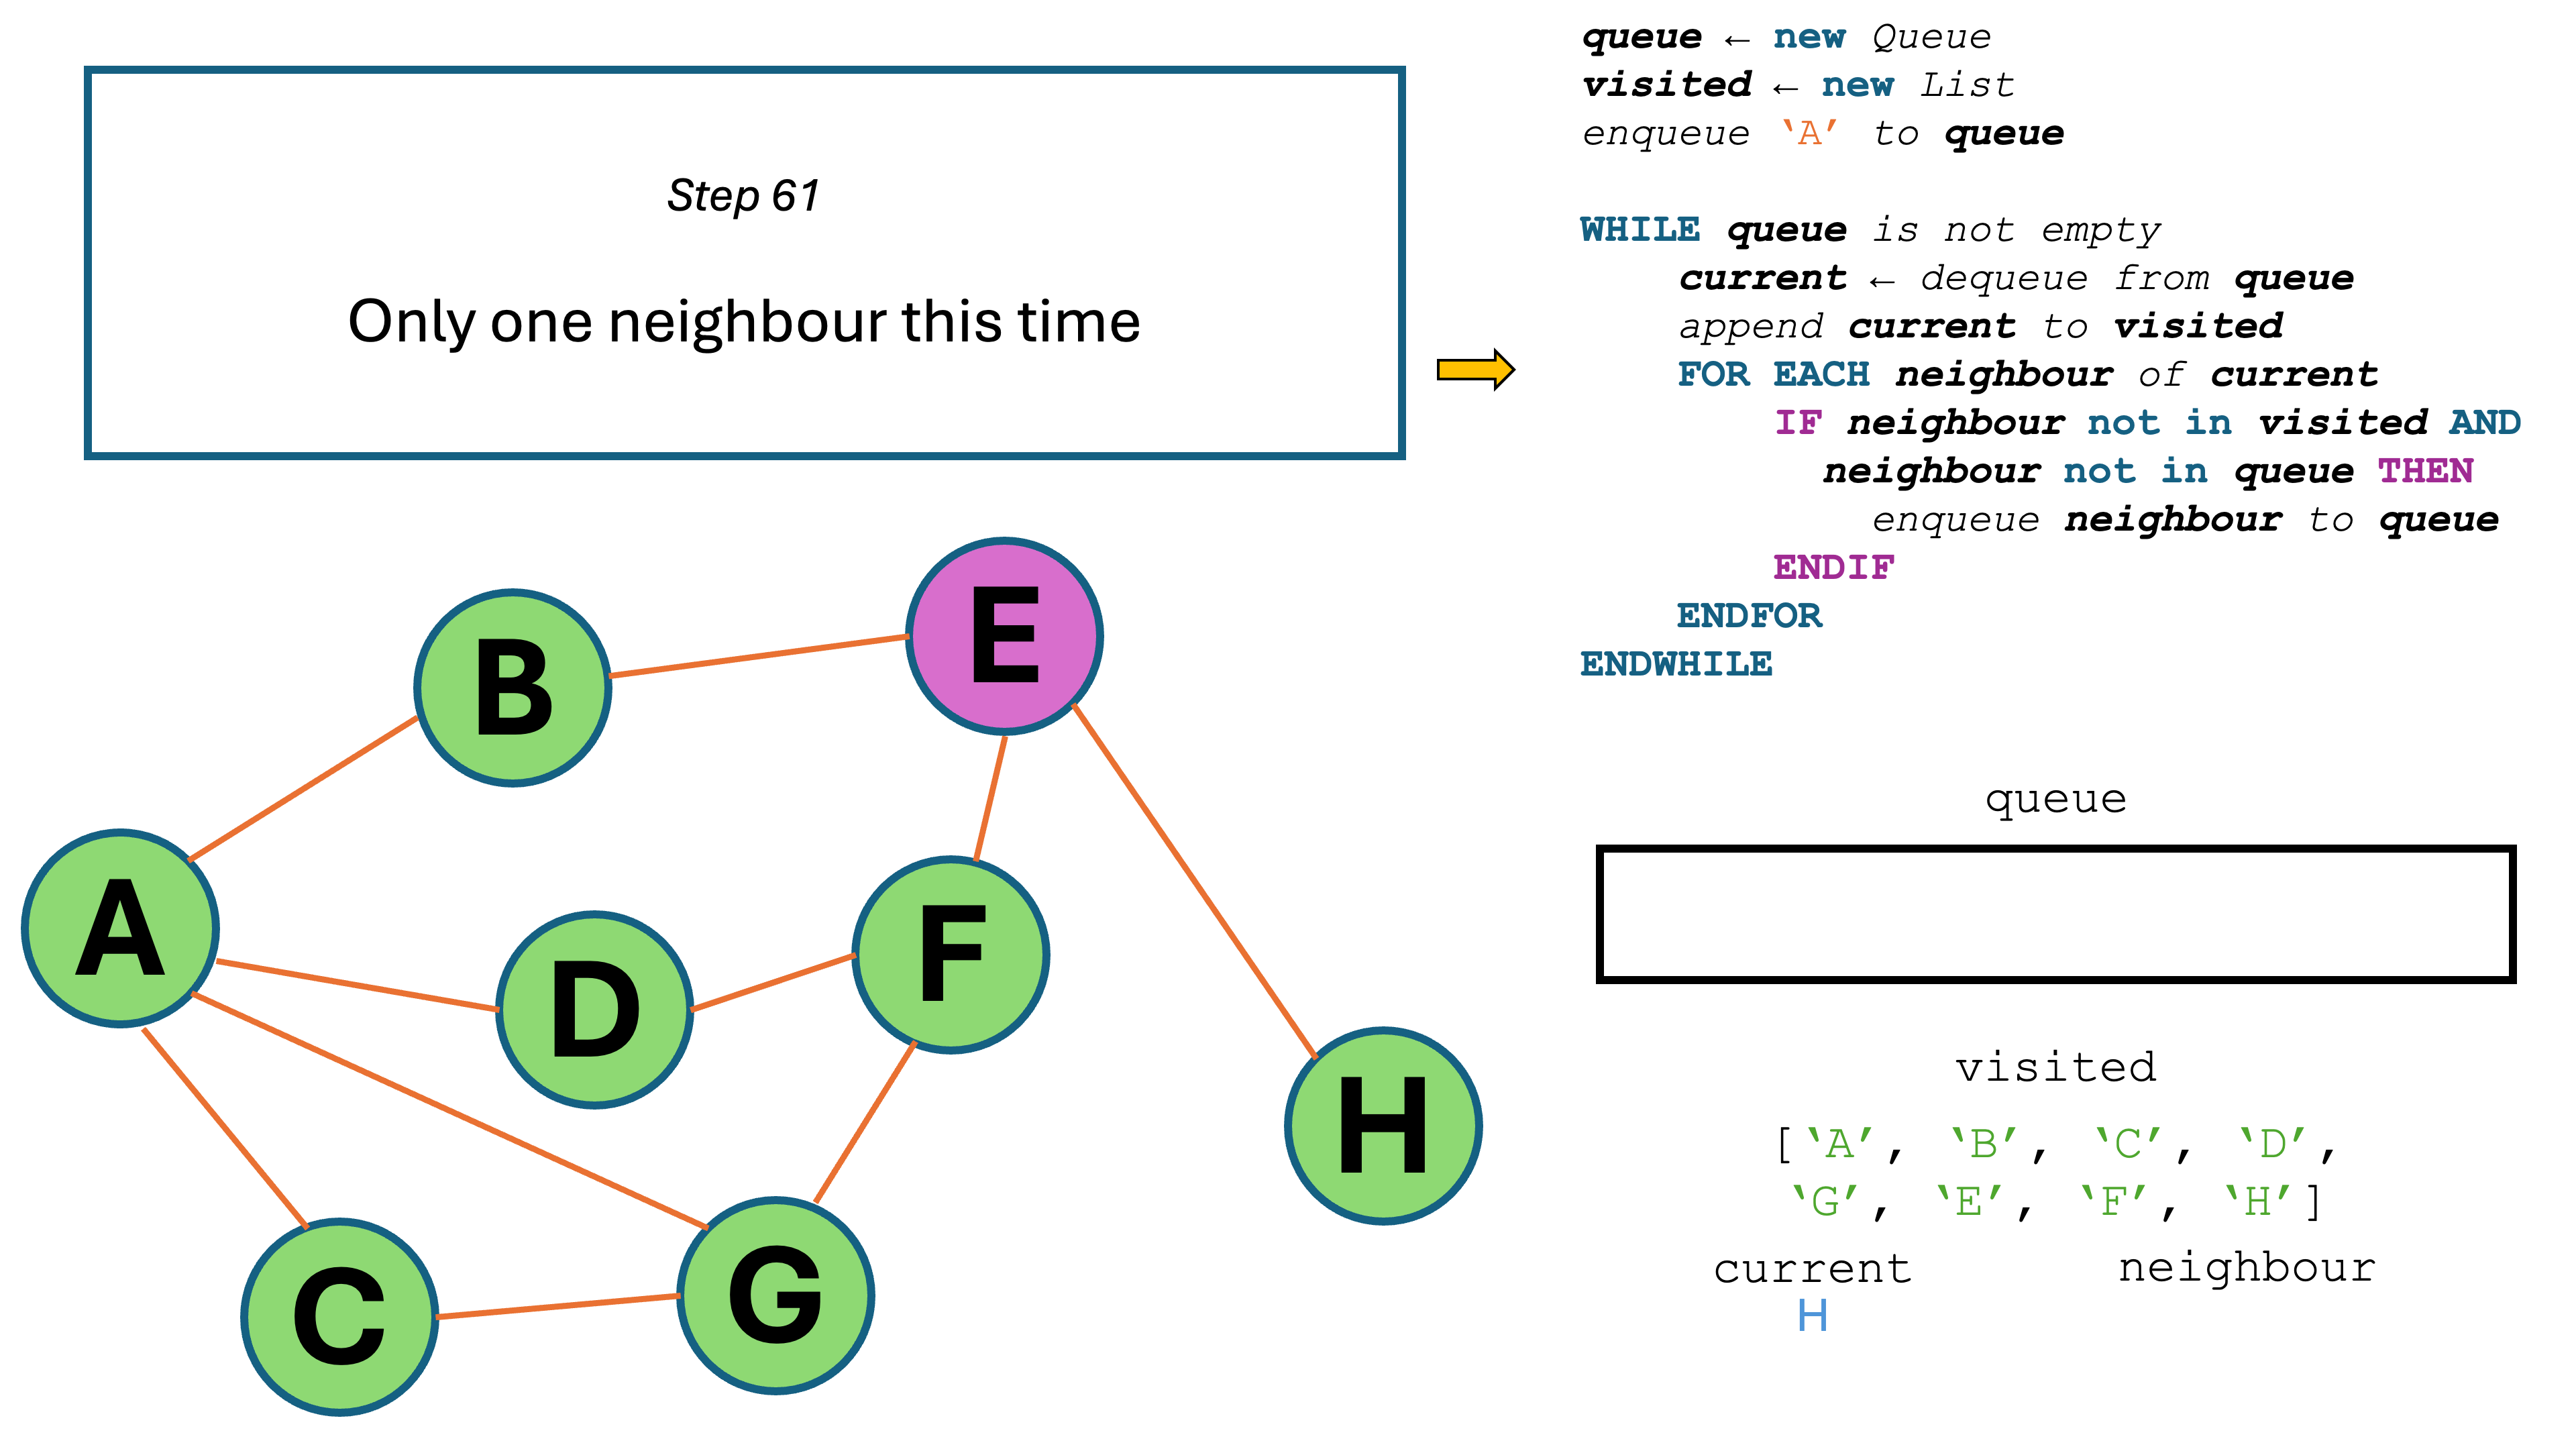 Step 61
Only one neighbour this time
queue ← new Queue
visited ← new List
enqueue ‘A’ to queue
WHILE queue is not empty
current ← dequeue from queue
append current to visited
FOR EACH neighbour of current
IF neighbour not in visited AND
neighbour not in queue THEN
enqueue neighbour to queue
ENDIF
ENDFOR
ENDWHILE
E
B
A
F
D
H
C
G
queue
visited
[‘A’, ‘B’, ‘C’, ‘D’,
‘G’, ‘E’, ‘F’, ‘H’]
current
H
neighbour